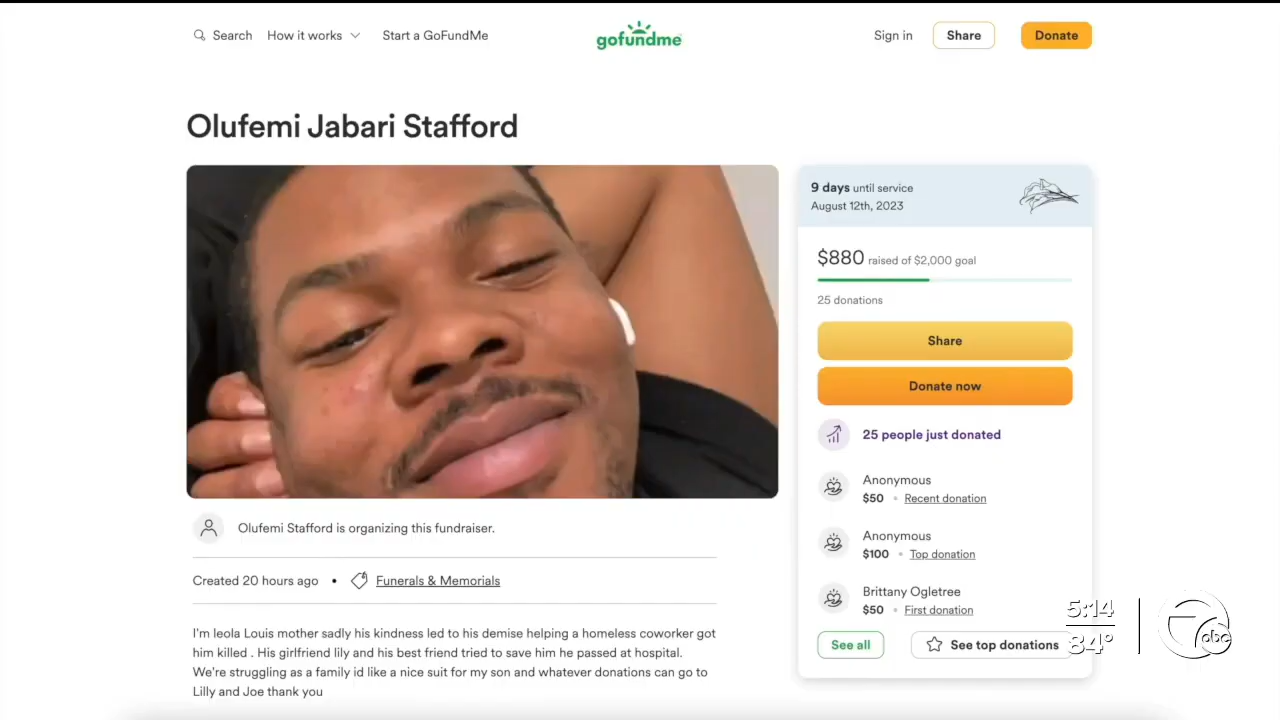 Search
How it works
Start a GoFundMe
gofundme
Sign in
Share
Donate
Olufemi Jabari Stafford
9 days until service
August 12th, 2023
$880 raised of $2,000 goal
25 donations
Share
Donate now
25 people just donated
Anonymous
$50 • Recent donation
Anonymous
$100 • Top donation
Brittany Ogletree
$50 • First donation
See all
See top donations
Olufemi Stafford is organizing this fundraiser.
Created 20 hours ago • Funerals & Memorials
I'm leola Louis mother sadly his kindness led to his demise helping a homeless coworker got
him killed . His girlfriend lily and his best friend tried to save him he passed at hospital.
We're struggling as a family id like a nice suit for my son and whatever donations can go to
Lilly and Joe thank you
5:14
84°
7
abc